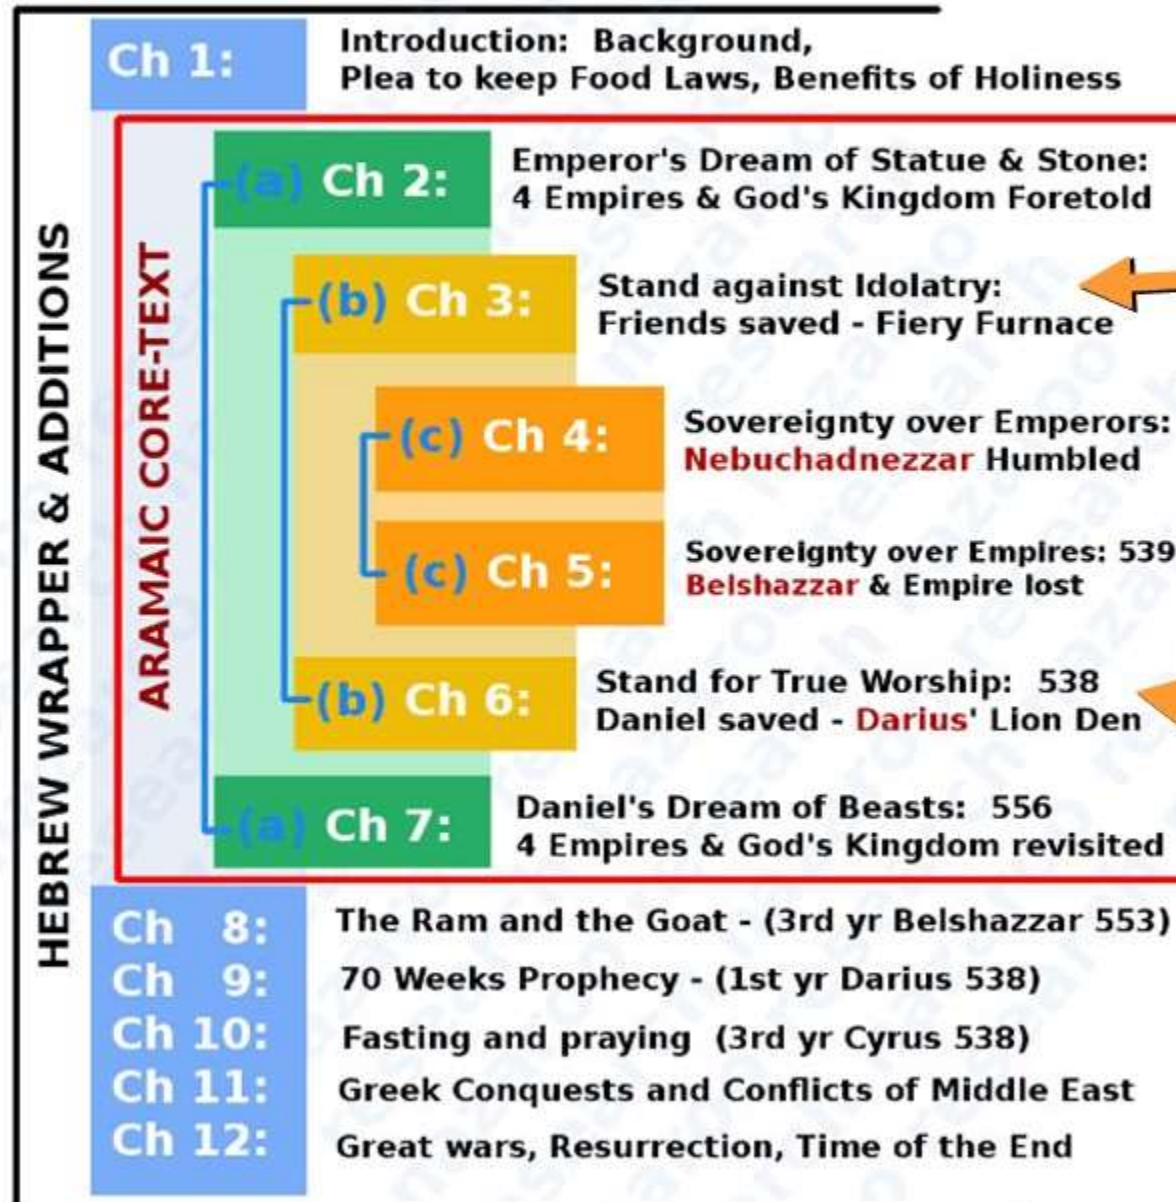 HEBREW WRAPPER & ADDITIONS
Ch 1:
Introduction: Background,
Plea to keep Food Laws, Benefits of Holiness
ARAMAIC CORE-TEXT
(a) Ch 2:
Emperor's Dream of Statue & Stone:
4 Empires & God's Kingdom Foretold
(b) Ch 3:
Stand against Idolatry:
Friends saved - Fiery Furnace
(c) Ch 4:
Sovereignty over Emperors:
Nebuchadnezzar Humbled
(c) Ch 5:
Sovereignty over Empires: 539
Belshazzar & Empire lost
(b) Ch 6:
Stand for True Worship: 538
Daniel saved - Darius' Lion Den
(a) Ch 7:
Daniel's Dream of Beasts: 556
4 Empires & God's Kingdom revisited
Ch 8: The Ram and the Goat - (3rd yr Belshazzar 553)
Ch 9: 70 Weeks Prophecy - (1st yr Darius 538)
Ch 10: Fasting and praying (3rd yr Cyrus 538)
Ch 11: Greek Conquests and Conflicts of Middle East
Ch 12: Great wars, Resurrection, Time of the End